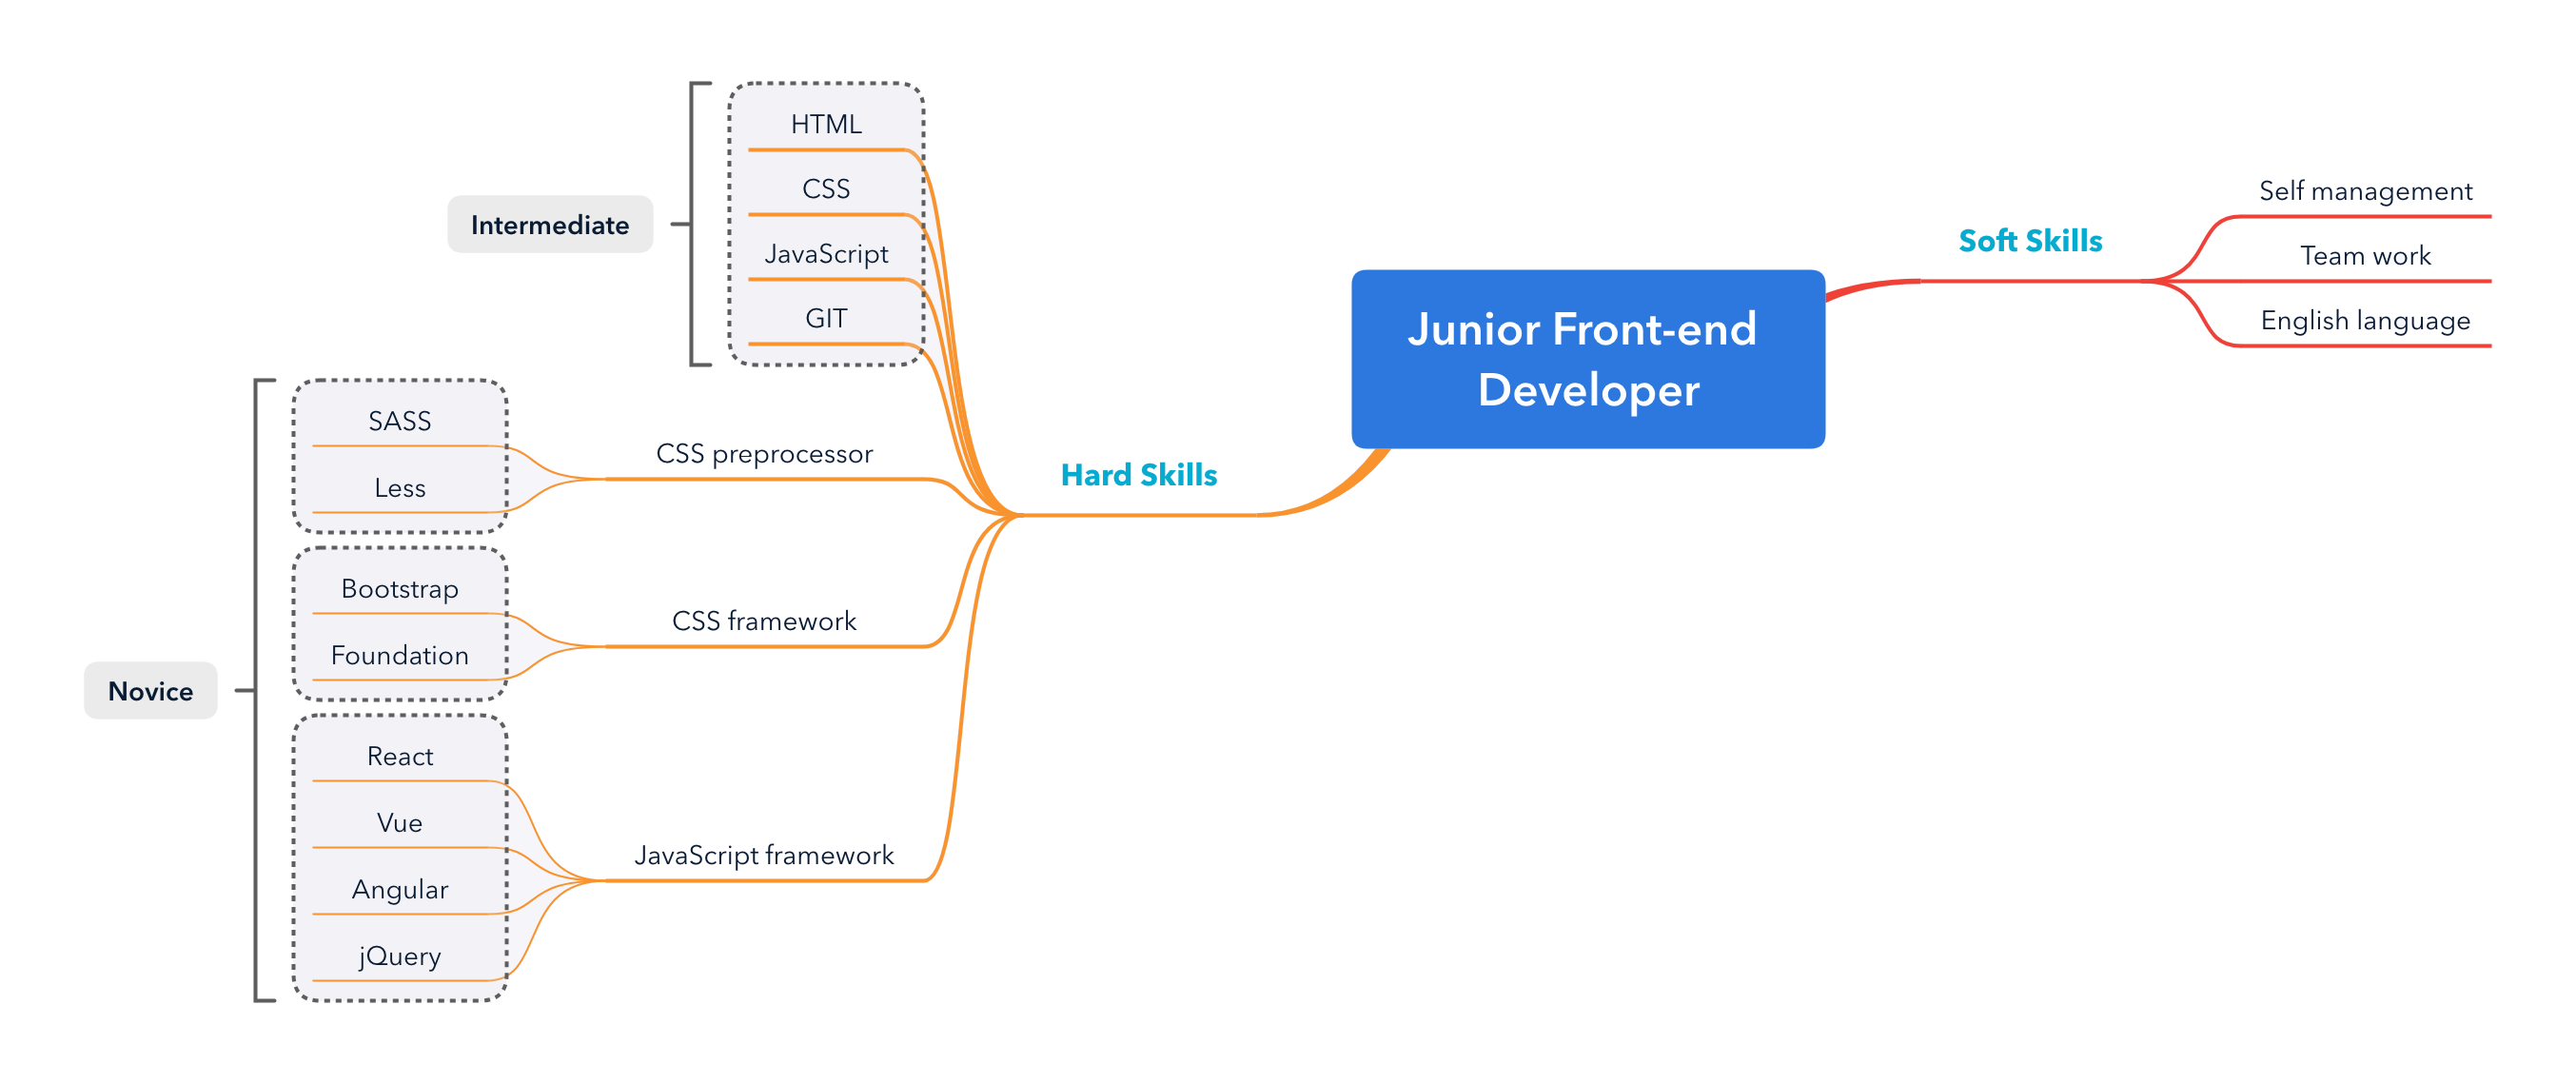 Junior Front-end
Developer
Soft Skills
Self management
Team work
English language
Hard Skills
Intermediate
HTML
CSS
JavaScript
GIT
Novice
CSS preprocessor
SASS
Less
CSS framework
Bootstrap
Foundation
JavaScript framework
React
Vue
Angular
jQuery